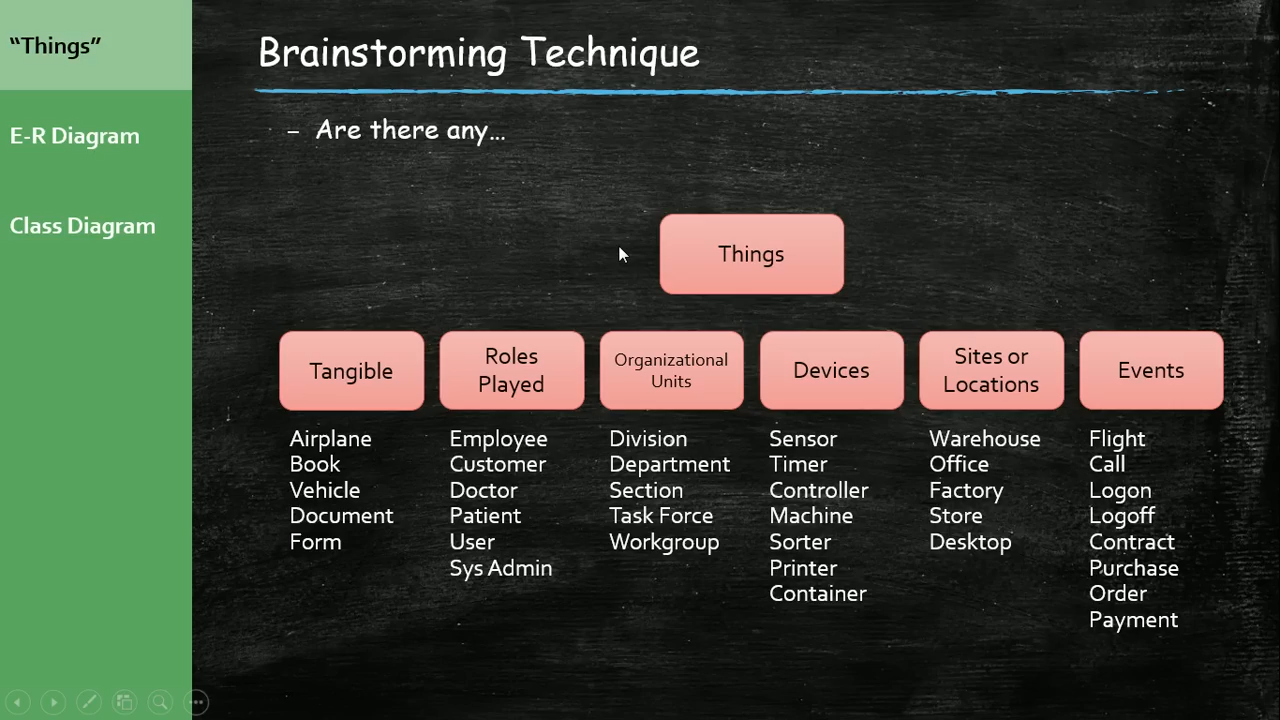 “Things”
E-R Diagram
Class Diagram
Brainstorming Technique
– Are there any...
Things
Tangible
Airplane
Book
Vehicle
Document
Form
Roles
Played
Employee
Customer
Doctor
Patient
User
Sys Admin
Organizational
Units
Division
Department
Section
Task Force
Workgroup
Devices
Sensor
Timer
Controller
Machine
Sorter
Printer
Container
Sites or
Locations
Warehouse
Office
Factory
Store
Desktop
Events
Flight
Call
Logon
Logoff
Contract
Purchase
Order
Payment